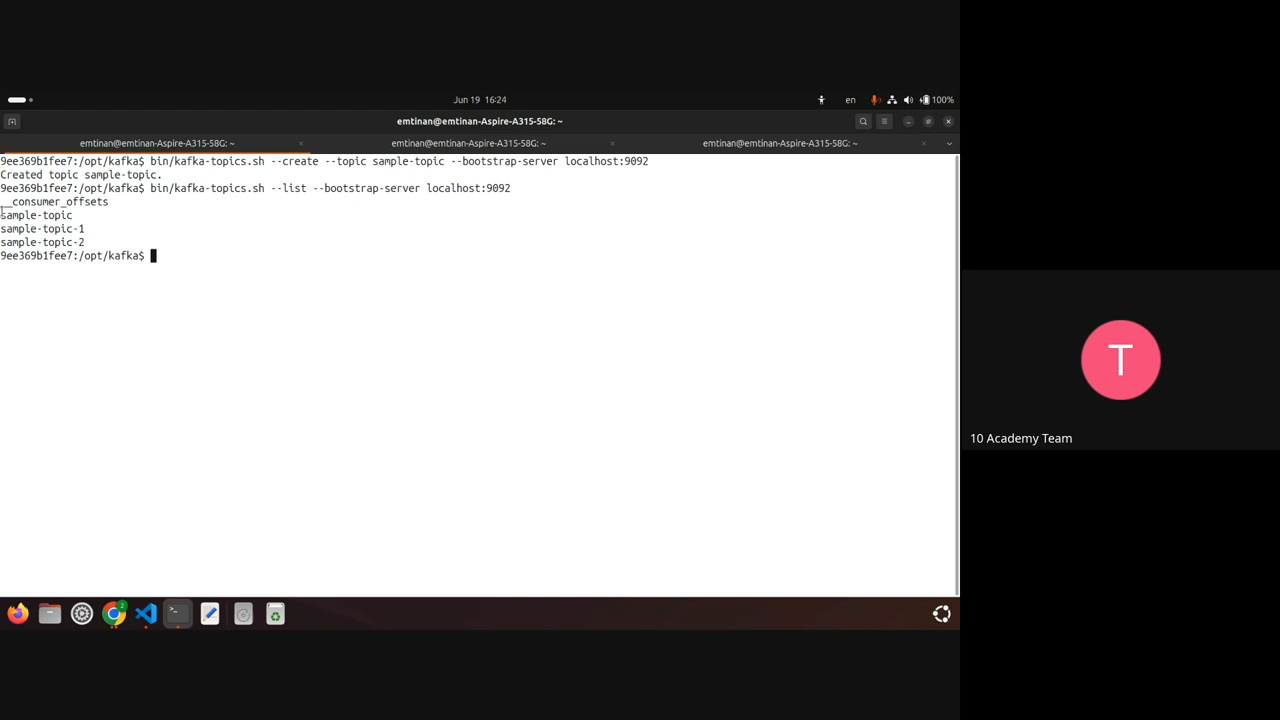 Jun 19 16:24
en
100%
emtinan@emtinan-Aspire-A315-58G: ~
emtinan@emtinan-Aspire-A315-58G: ~
emtinan@emtinan-Aspire-A315-58G: ~
emtinan@emtinan-Aspire-A315-58G: ~
9ee369b1fee7:/opt/kafka$ bin/kafka-topics.sh --create --topic sample-topic --bootstrap-server localhost:9092
Created topic sample-topic.
9ee369b1fee7:/opt/kafka$ bin/kafka-topics.sh --list --bootstrap-server localhost:9092
__consumer_offsets
sample-topic
sample-topic-1
sample-topic-2
9ee369b1fee7:/opt/kafka$
T
10 Academy Team
2